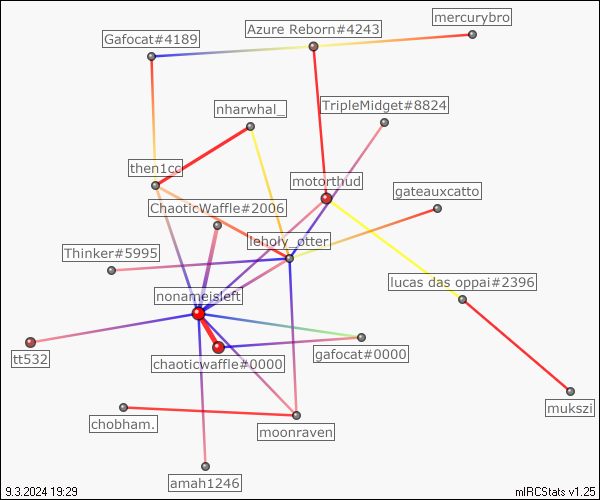 mercurybro
Azure Reborn#4243
Gafocat#4189
TripleMidget#8824
nharwhal_
then1cc
motorthud
gateauxcatto
ChaoticWaffle#2006
leholy_otter
Thinker#5995
lucas das oppai#2396
nonameisleft
tt532
chaoticwaffle#0000
gafocat#0000
mukszi
chobham.
moonraven
amah1246
9.3.2024 19:29
mIRCStats v1.25